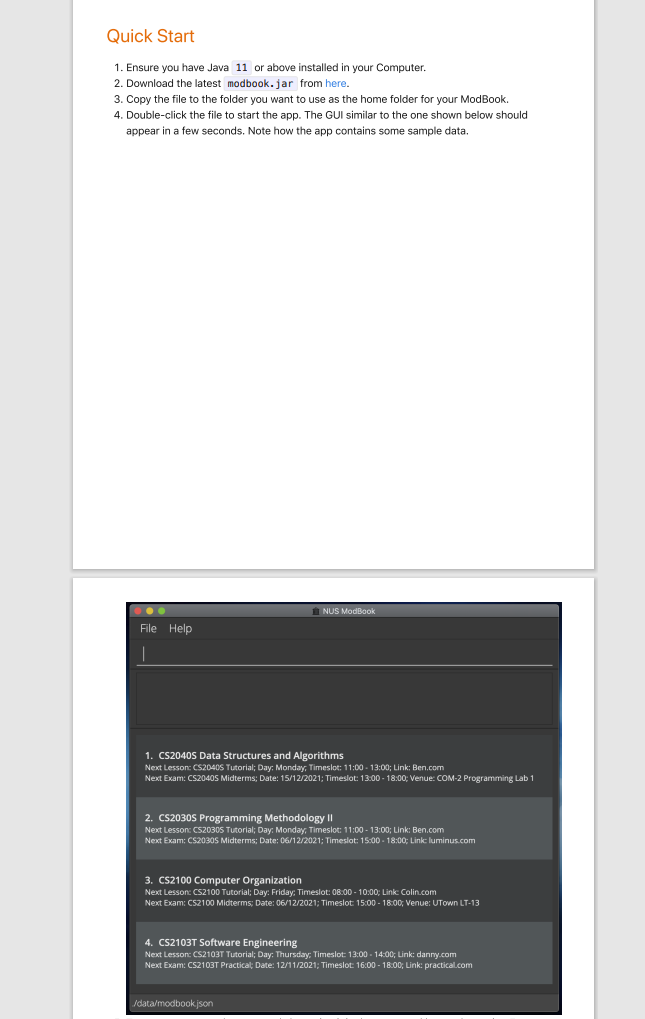 Quick Start
1. Ensure you have Java 11 or above installed in your Computer.
2. Download the latest modbook.jar from here.
3. Copy the file to the folder you want to use as the home folder for your ModBook.
4. Double-click the file to start the app. The GUI similar to the one shown below should
appear in a few seconds. Note how the app contains some sample data.
NUS ModBook
File Help
1. CS2040S Data Structures and Algorithms
Next Lesson: CS2040S Tutorial; Day: Monday; Timeslot: 11:00 - 13:00; Link: Ben.com
Next Exam: CS2040S Midterms; Date: 15/12/2021; Timeslot: 13:00 - 18:00; Venue: COM-2 Programming Lab 1
2. CS2030S Programming Methodology II
Next Lesson: CS2030S Tutorial; Day: Monday; Timeslot: 11:00 - 13:00; Link: Ben.com
Next Exam: CS2030S Midterms; Date: 06/12/2021; Timeslot: 15:00 - 18:00; Link: luminus.com
3. CS2100 Computer Organization
Next Lesson: CS2100 Tutorial; Day: Friday; Timeslot: 08:00 - 10:00; Link: Colin.com
Next Exam: CS2100 Midterms; Date: 06/12/2021; Timeslot: 15:00 - 18:00; Venue: UTown LT-13
4. CS2103T Software Engineering
Next Lesson: CS2103T Tutorial; Day: Thursday; Timeslot: 13:00 - 14:00; Link: danny.com
Next Exam: CS2103T Practical; Date: 12/11/2021; Timeslot: 16:00 - 18:00; Link: practical.com
./data/modbook.json